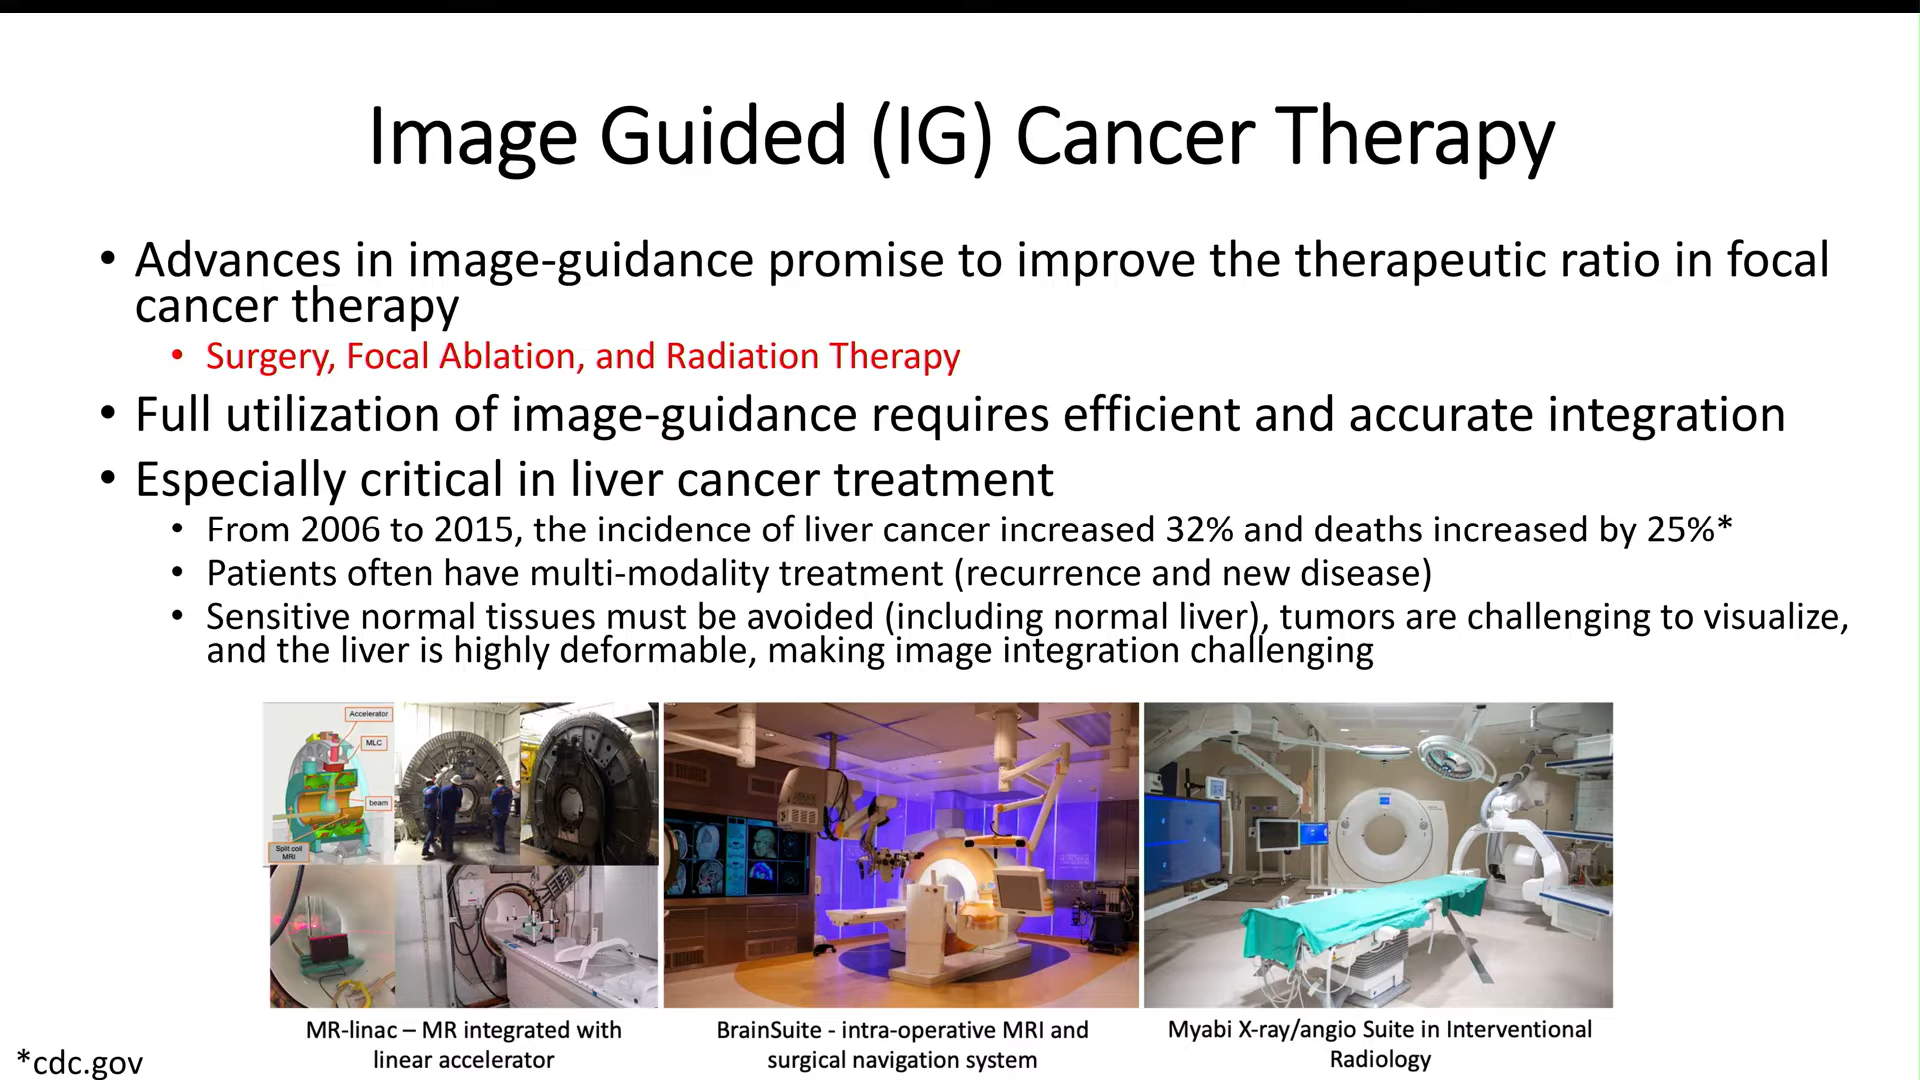 Image Guided (IG) Cancer Therapy
• Advances in image-guidance promise to improve the therapeutic ratio in focal
cancer therapy
• Surgery, Focal Ablation, and Radiation Therapy
• Full utilization of image-guidance requires efficient and accurate integration
• Especially critical in liver cancer treatment
• From 2006 to 2015, the incidence of liver cancer increased 32% and deaths increased by 25%*
• Patients often have multi-modality treatment (recurrence and new disease)
• Sensitive normal tissues must be avoided (including normal liver), tumors are challenging to visualize,
and the liver is highly deformable, making image integration challenging
Accelerator
MLC
beam
Split coil
MRI
MR-linac – MR integrated with
linear accelerator
BrainSuite - intra-operative MRI and
surgical navigation system
Myabi X-ray/angio Suite in Interventional
Radiology
*cdc.gov